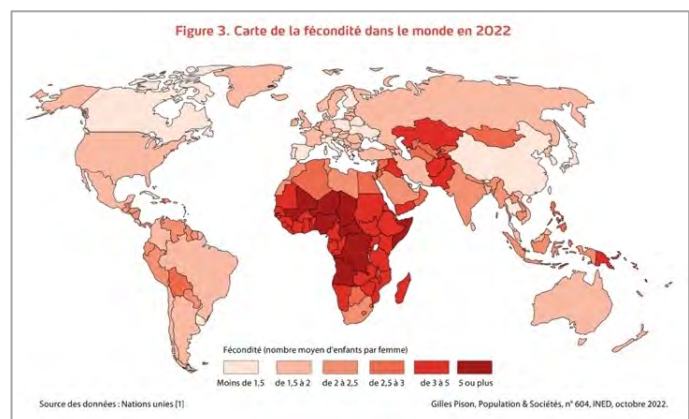 Figure 3. Carte de la fécondité dans le monde en 2022
Fécondité (nombre moyen d'enfants par femme)
Moins de 1,5 de 1,5 à 2 de 2 à 2,5 de 2,5 à 3 de 3 à 5 5 ou plus
Source des données : Nations unies [1] Gilles Pison, Population & Sociétés, n° 604, INED, octobre 2022.